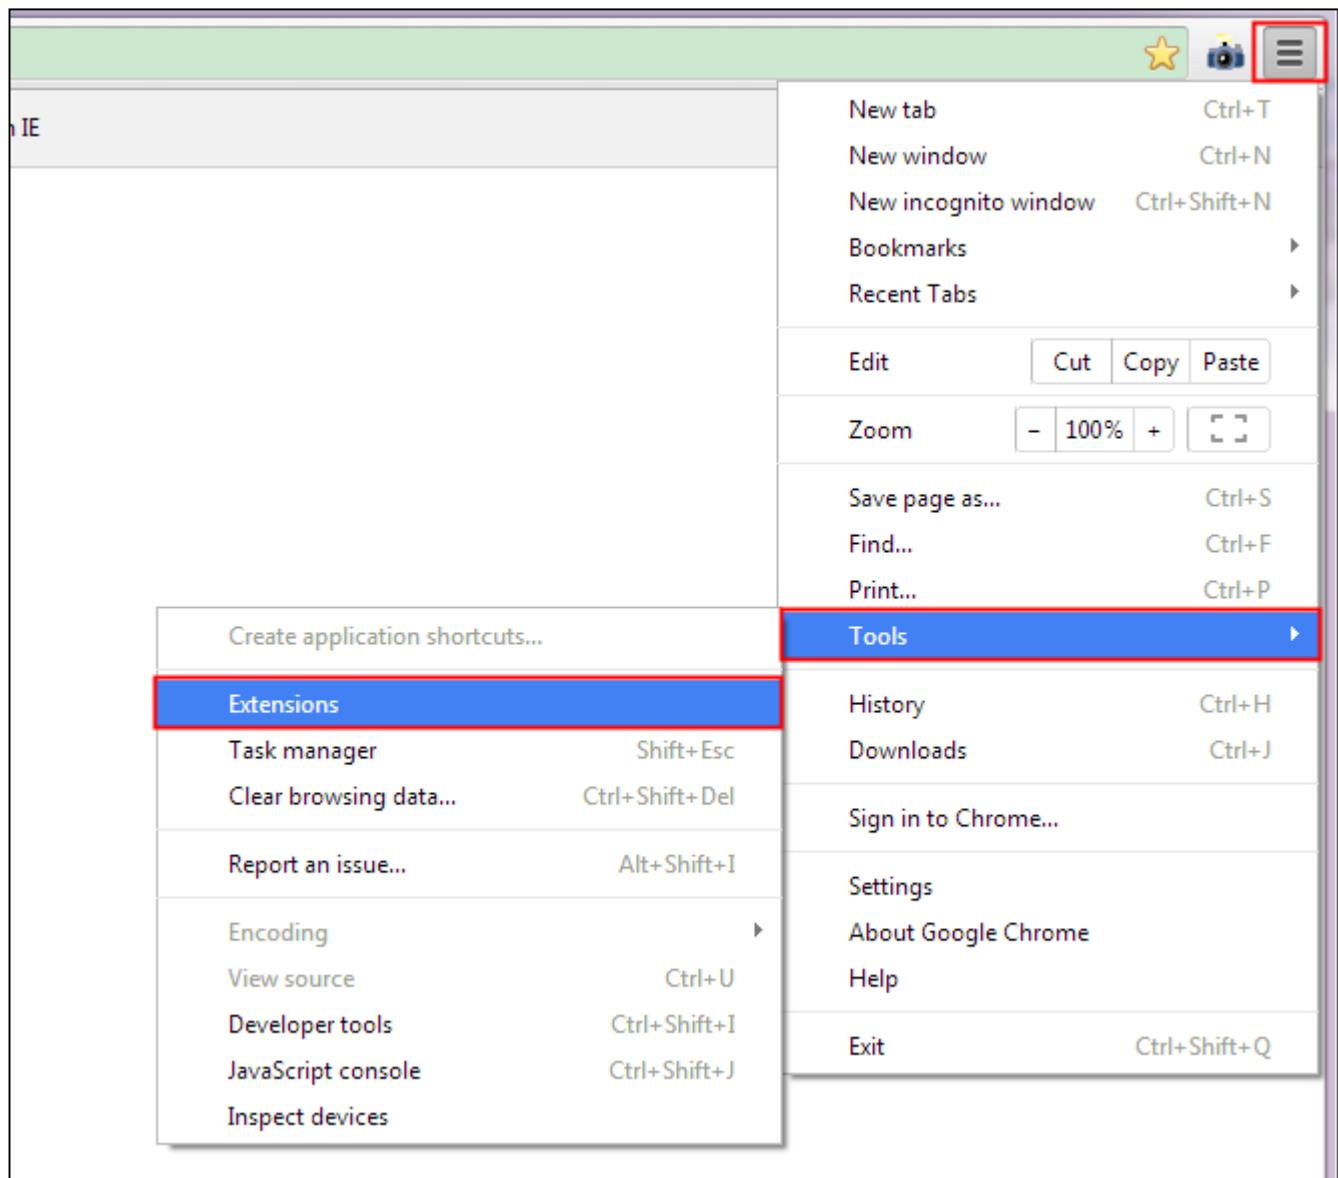 IE
New tab Ctrl+T
New window Ctrl+N
New incognito window Ctrl+Shift+N
Bookmarks
Recent Tabs
Edit Cut Copy Paste
Zoom − 100% +
Save page as... Ctrl+S
Find... Ctrl+F
Print... Ctrl+P
Tools
History Ctrl+H
Downloads Ctrl+J
Sign in to Chrome...
Settings
About Google Chrome
Help
Exit Ctrl+Shift+Q
Create application shortcuts...
Extensions
Task manager Shift+Esc
Clear browsing data... Ctrl+Shift+Del
Report an issue... Alt+Shift+I
Encoding
View source Ctrl+U
Developer tools Ctrl+Shift+I
JavaScript console Ctrl+Shift+J
Inspect devices